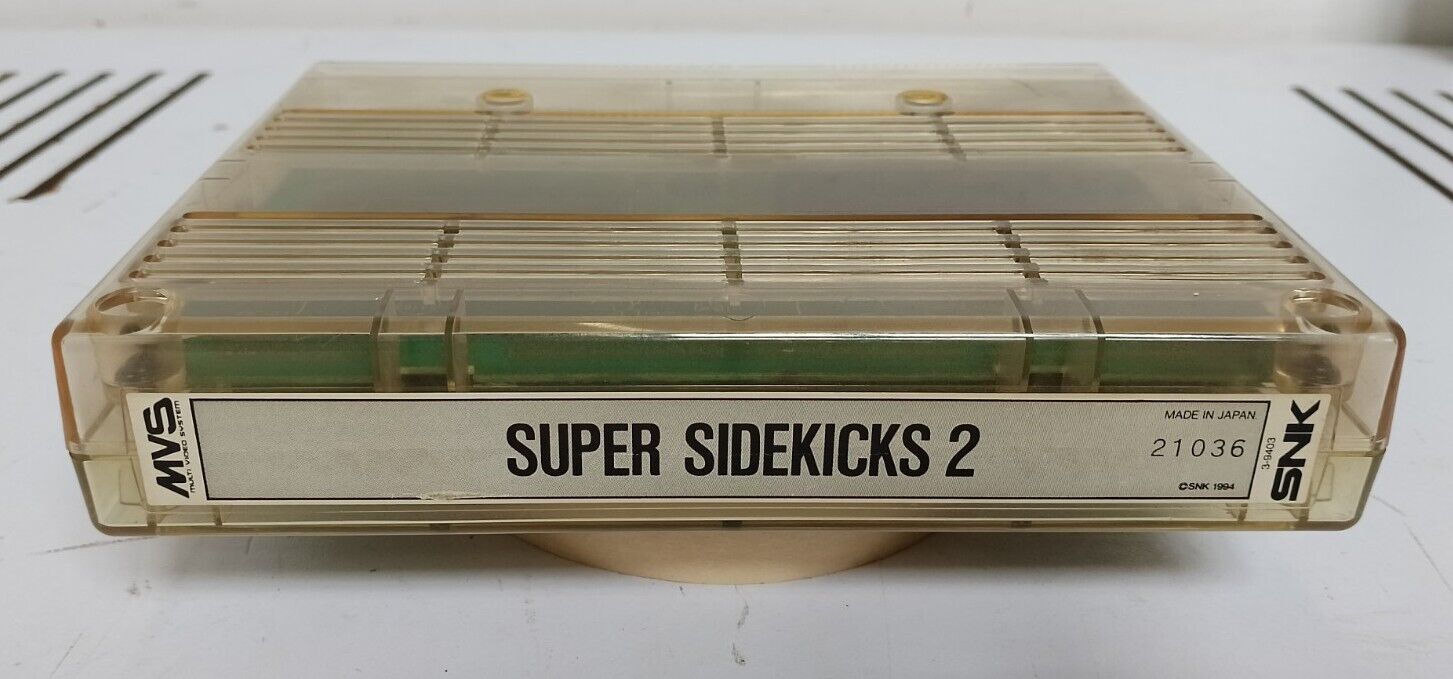 MVS
MULTI VIDEO SYSTEM
SUPER SIDEKICKS 2
MADE IN JAPAN.
21036
©SNK 1994
3-9403
SNK